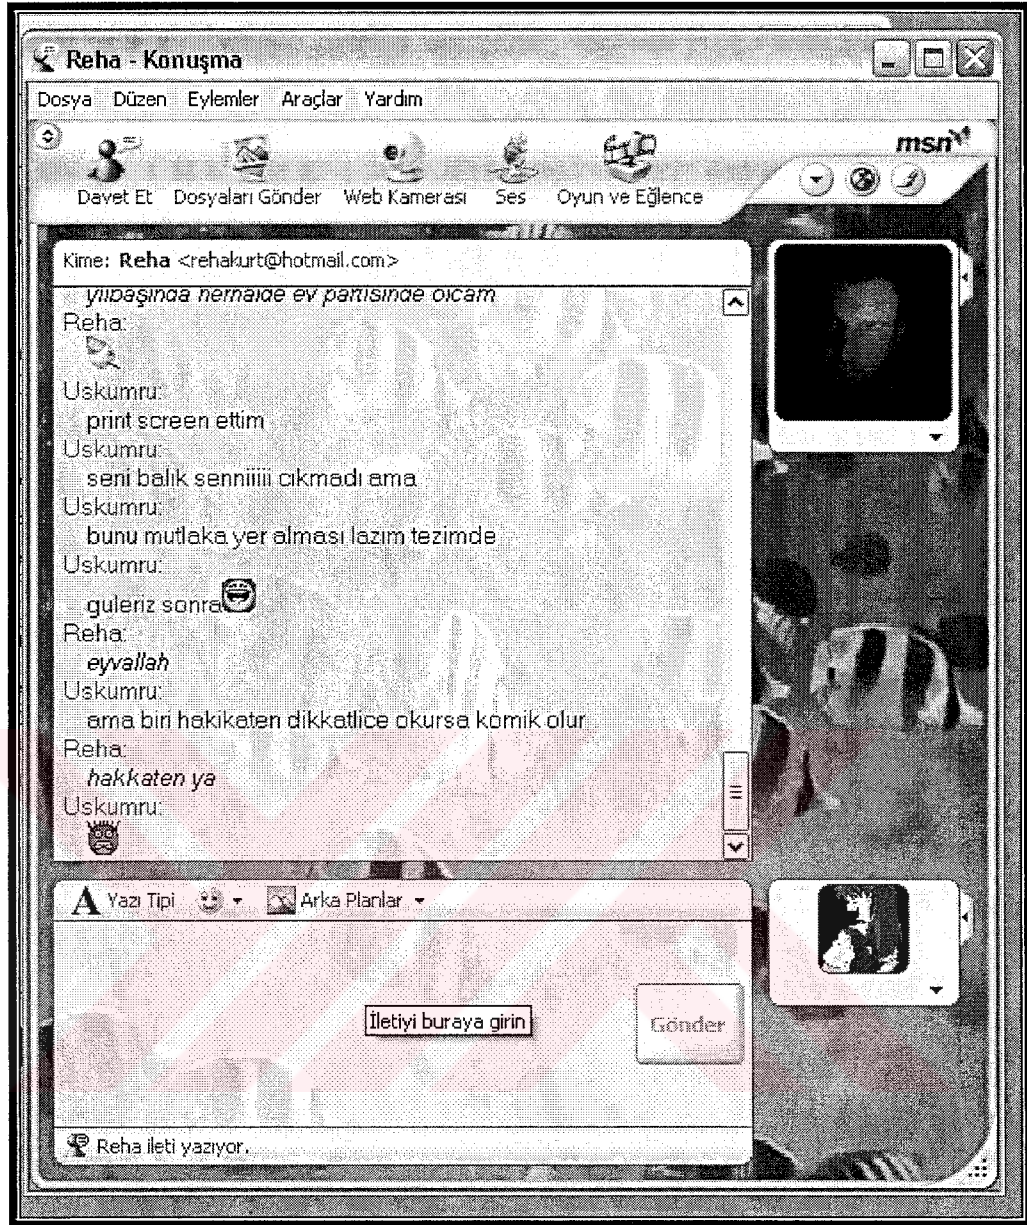 Reha - Konuşma
Dosya Düzen Eylemler Araçlar Yardım
msn
Davet Et Dosyaları Gönder Web Kamerası Ses Oyun ve Eğlence
Kime: Reha <rehakurt@hotmail.com>
yılbaşında herhalde ev partisinde olcam
Reha:
Uskumru:
print screen ettim
Uskumru:
seni balık senniiiii cıkmadı ama
Uskumru:
bunu mutlaka yer alması lazım tezimde
Uskumru:
guleriz sonra
Reha:
eyvallah
Uskumru:
ama biri hakikaten dikkatlice okursa komik olur
Reha:
hakkaten ya
Uskumru:
A Yazı Tipi Arka Planlar
İletiyi buraya girin
Gönder
Reha ileti yazıyor.